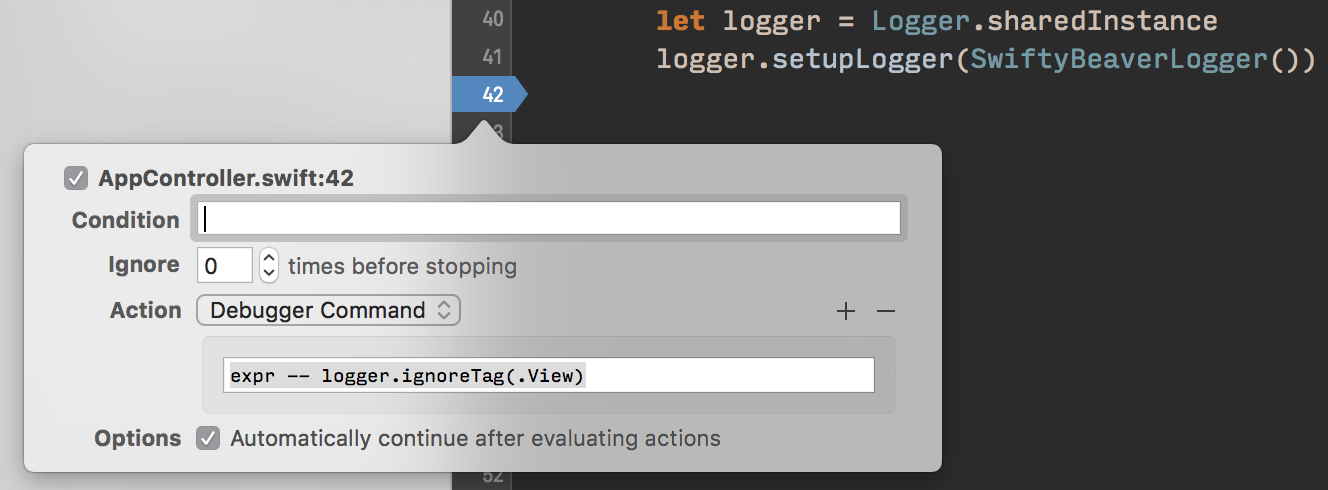 40 let logger = Logger.sharedInstance
41 logger.setupLogger(SwiftyBeaverLogger())
42
3
AppController.swift:42
Condition
Ignore 0 times before stopping
Action Debugger Command + −
expr -- logger.ignoreTag(.View)
Options Automatically continue after evaluating actions
52